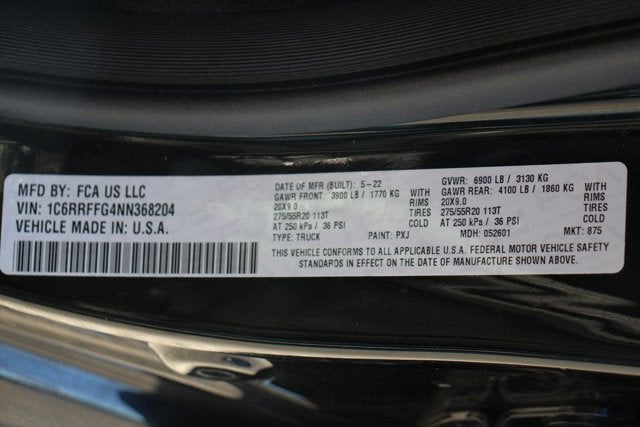 MFD BY: FCA US LLC
VIN: 1C6RRFFG4NN368204
VEHICLE MADE IN: U.S.A.
DATE OF MFR (BUILT): 5-22
GAWR FRONT: 3900 LB / 1770 KG WITH
20X9.0 RIMS
275/55R20 113T TIRES
AT 250 kPa / 36 PSI COLD
TYPE: TRUCK PAINT: PXJ
GVWR: 6900 LB / 3130 KG
GAWR REAR: 4100 LB / 1860 KG WITH
20X9.0 RIMS
275/55R20 113T TIRES
AT 250 kPa / 36 PSI COLD
MDH: 052601 MKT: 875
THIS VEHICLE CONFORMS TO ALL APPLICABLE U.S.A. FEDERAL MOTOR VEHICLE SAFETY
STANDARDS IN EFFECT ON THE DATE OF MANUFACTURE SHOWN ABOVE.